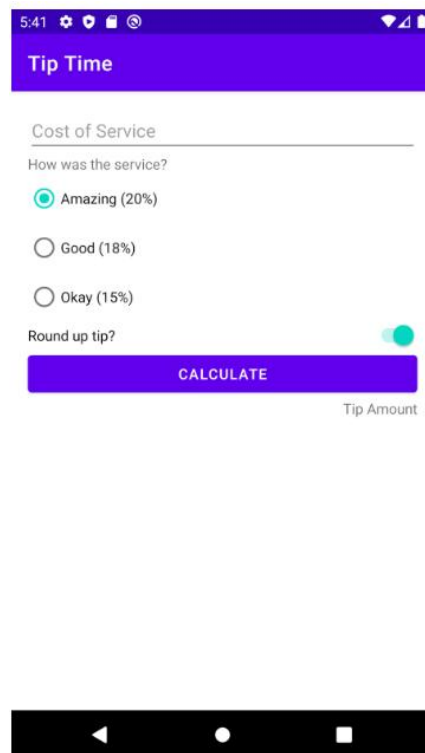 5:41
Tip Time
Cost of Service
How was the service?
Amazing (20%)
Good (18%)
Okay (15%)
Round up tip?
CALCULATE
Tip Amount